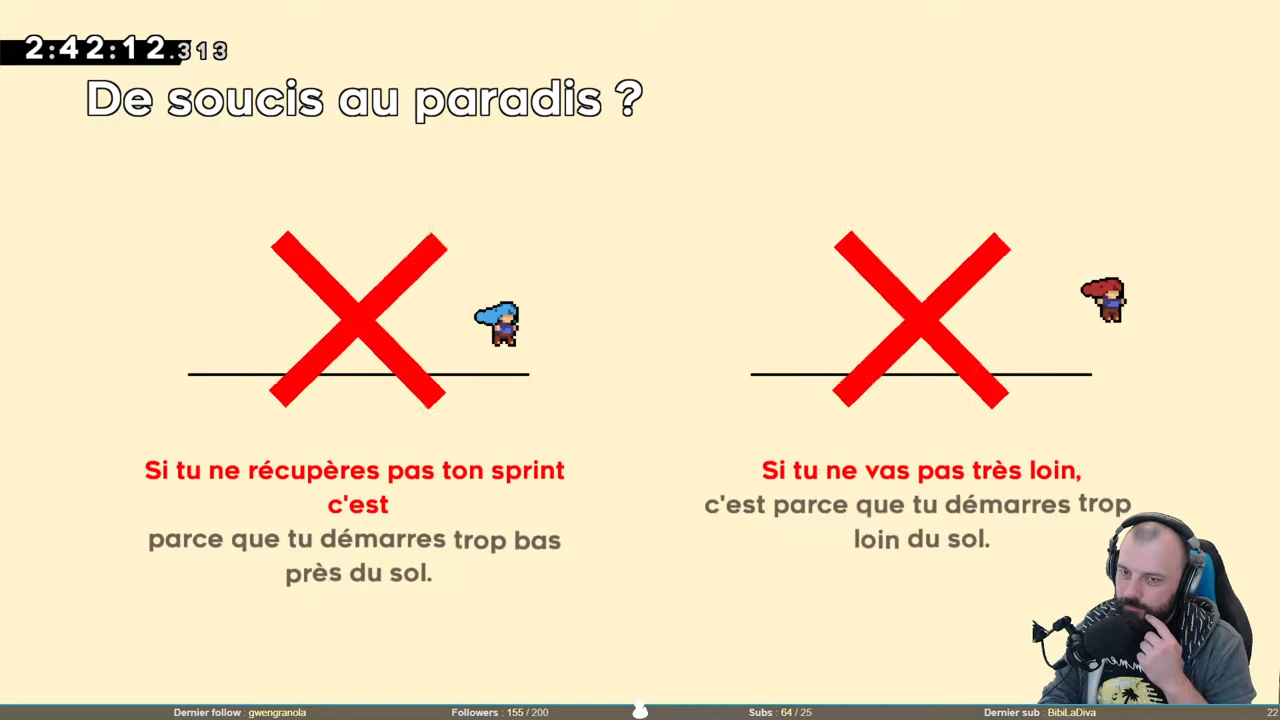 2:42:12.313
De soucis au paradis ?
Si tu ne récupères pas ton sprint
c'est
parce que tu démarres trop bas
près du sol.
Si tu ne vas pas très loin,
c'est parce que tu démarres trop
loin du sol.
Dernier follow : gwengranola
Followers : 155 / 200
Subs : 64 / 25
Dernier sub : BibiLaDiva
22